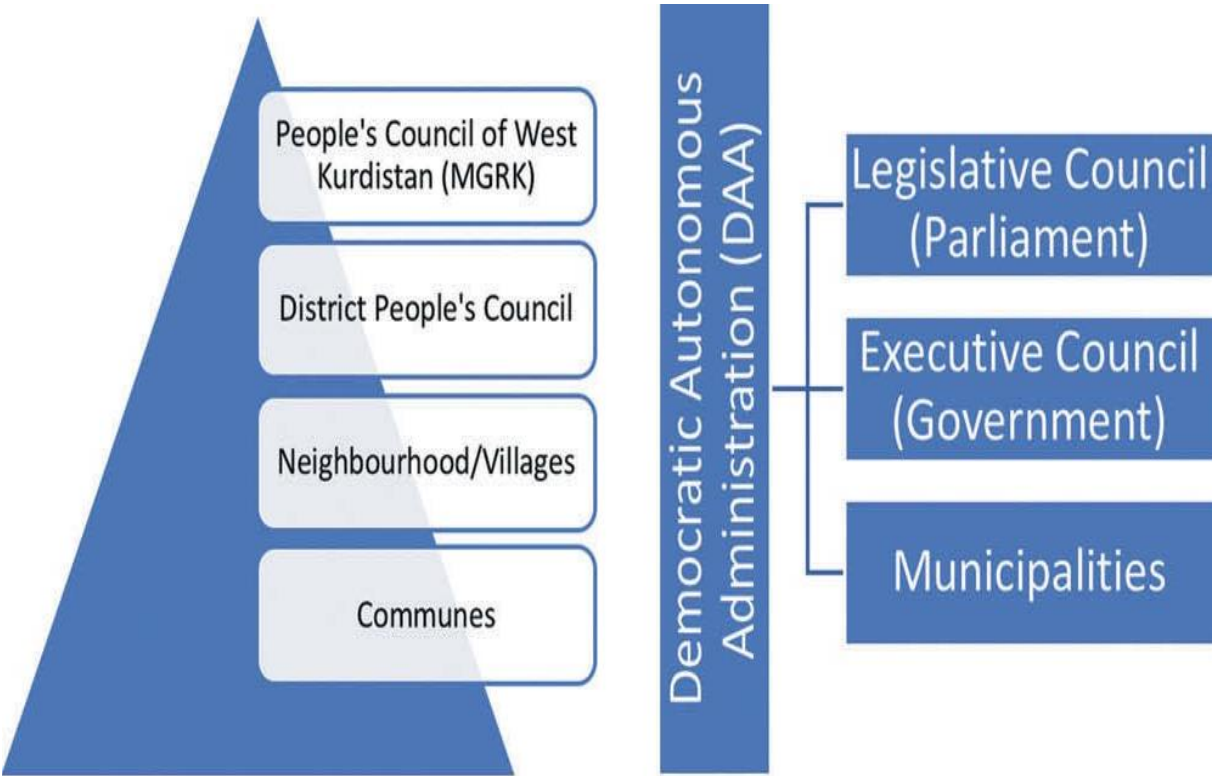 People's Council of West
Kurdistan (MGRK)
District People's Council
Neighbourhood/Villages
Communes
Democratic Autonomous
Administration (DAA)
Legislative Council
(Parliament)
Executive Council
(Government)
Municipalities